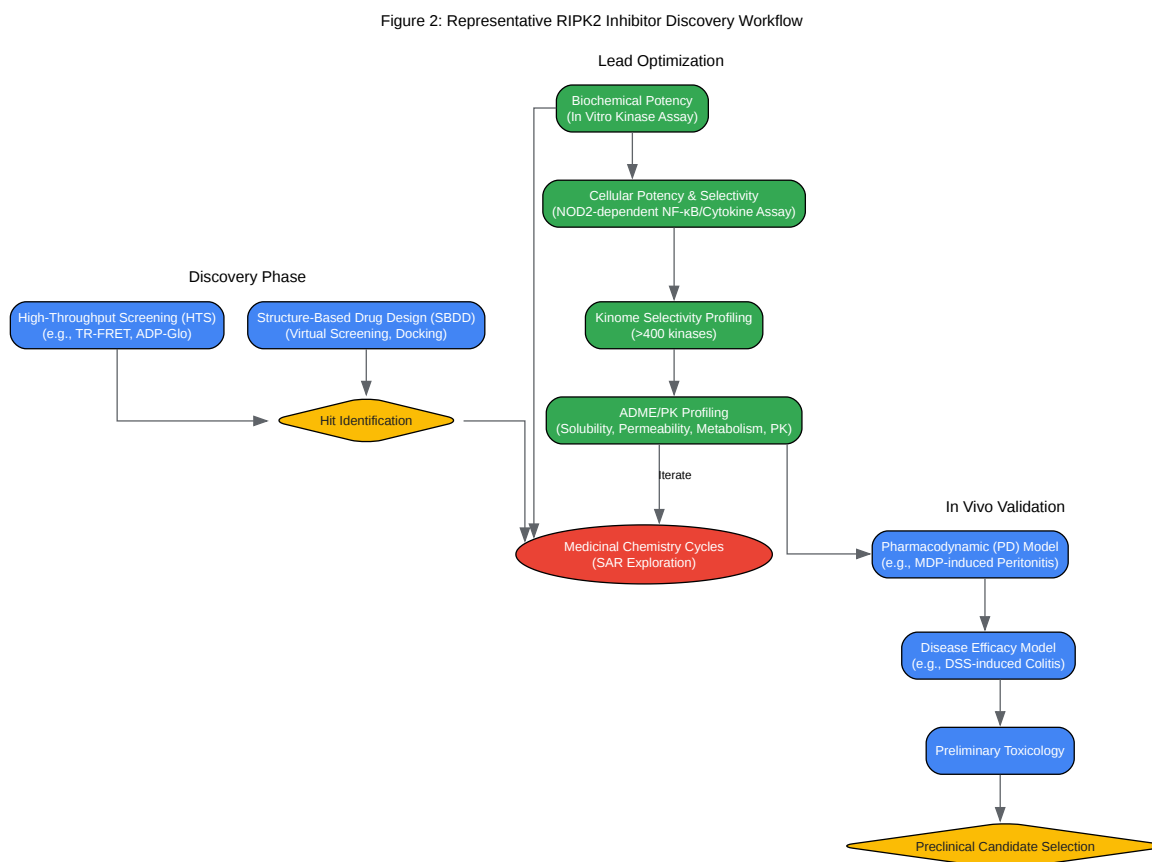 Figure 2: Representative RIPK2 Inhibitor Discovery Workflow
Lead Optimization
Biochemical Potency
(In Vitro Kinase Assay)
Cellular Potency & Selectivity
(NOD2-dependent NF-κB/Cytokine Assay)
Discovery Phase
High-Throughput Screening (HTS)
(e.g., TR-FRET, ADP-Glo)
Structure-Based Drug Design (SBDD)
(Virtual Screening, Docking)
Kinome Selectivity Profiling
(>400 kinases)
Hit Identification
ADME/PK Profiling
(Solubility, Permeability, Metabolism, PK)
Iterate
Medicinal Chemistry Cycles
(SAR Exploration)
In Vivo Validation
Pharmacodynamic (PD) Model
(e.g., MDP-induced Peritonitis)
Disease Efficacy Model
(e.g., DSS-induced Colitis)
Preliminary Toxicology
Preclinical Candidate Selection